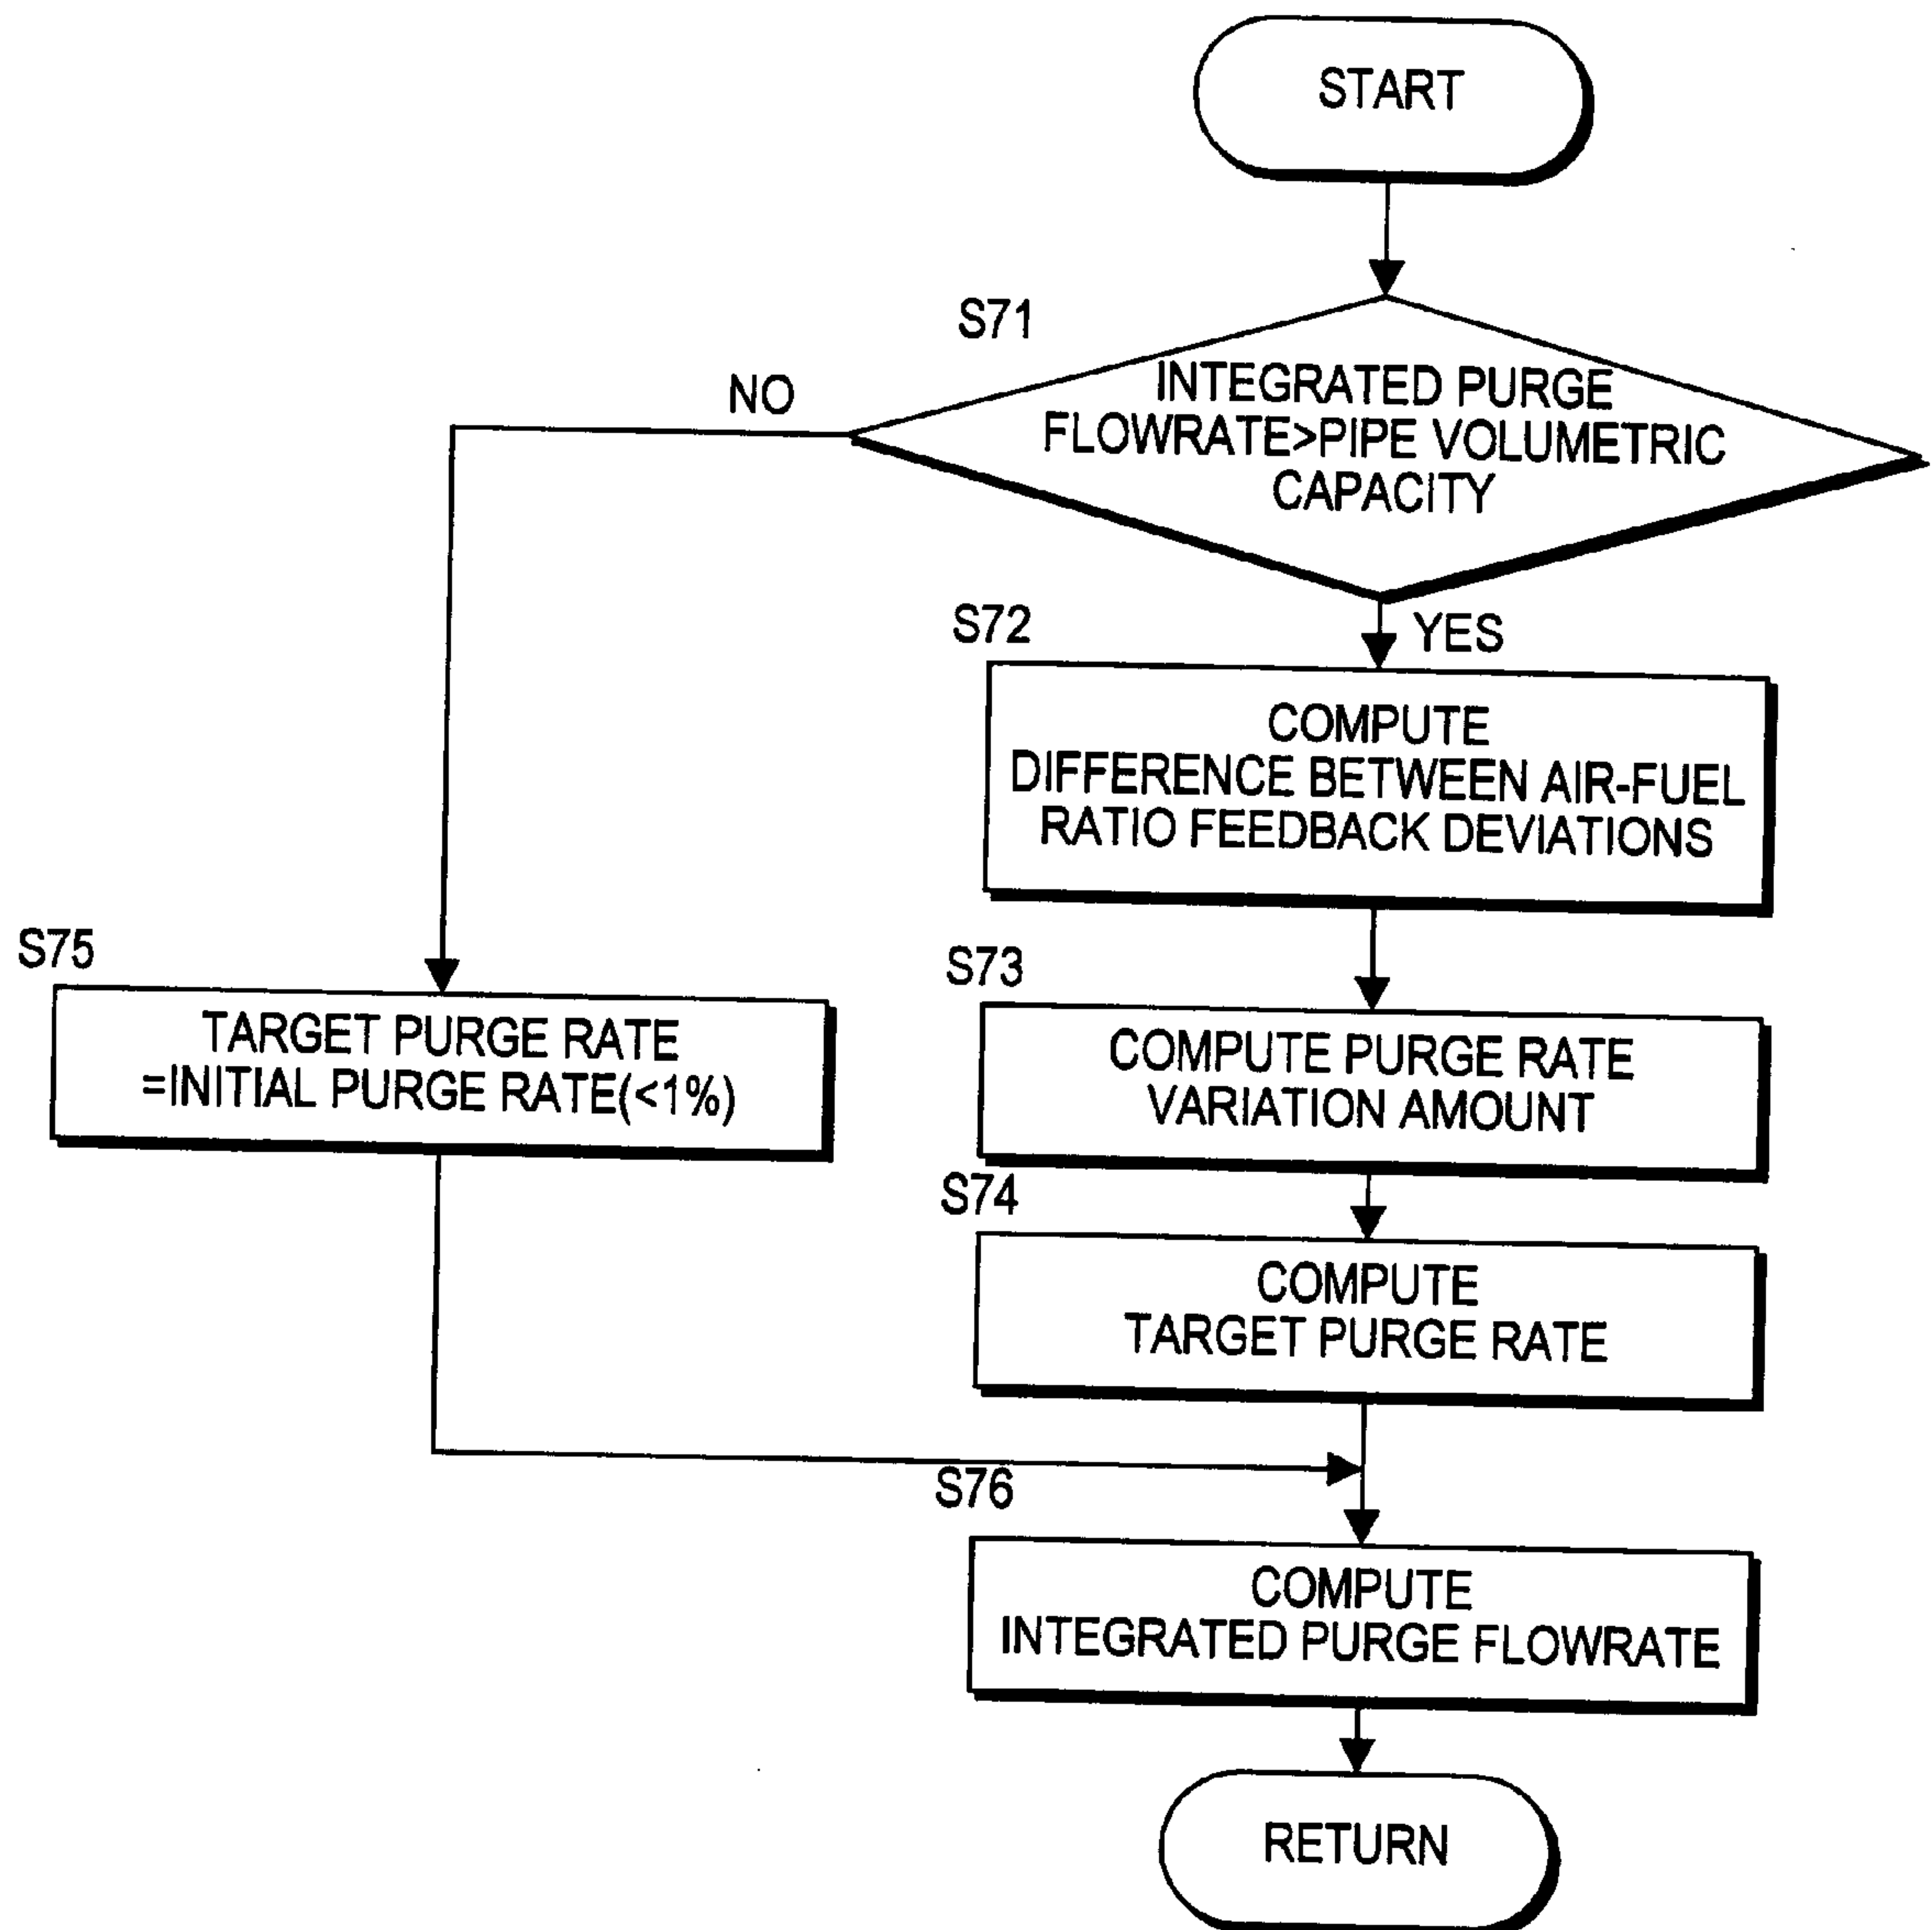 START
S71
NO
INTEGRATED PURGE
FLOWRATE>PIPE VOLUMETRIC
CAPACITY
S72
YES
COMPUTE
DIFFERENCE BETWEEN AIR-FUEL
RATIO FEEDBACK DEVIATIONS
S75
TARGET PURGE RATE
=INITIAL PURGE RATE(<1%)
S73
COMPUTE PURGE RATE
VARIATION AMOUNT
S74
COMPUTE
TARGET PURGE RATE
S76
COMPUTE
INTEGRATED PURGE FLOWRATE
RETURN